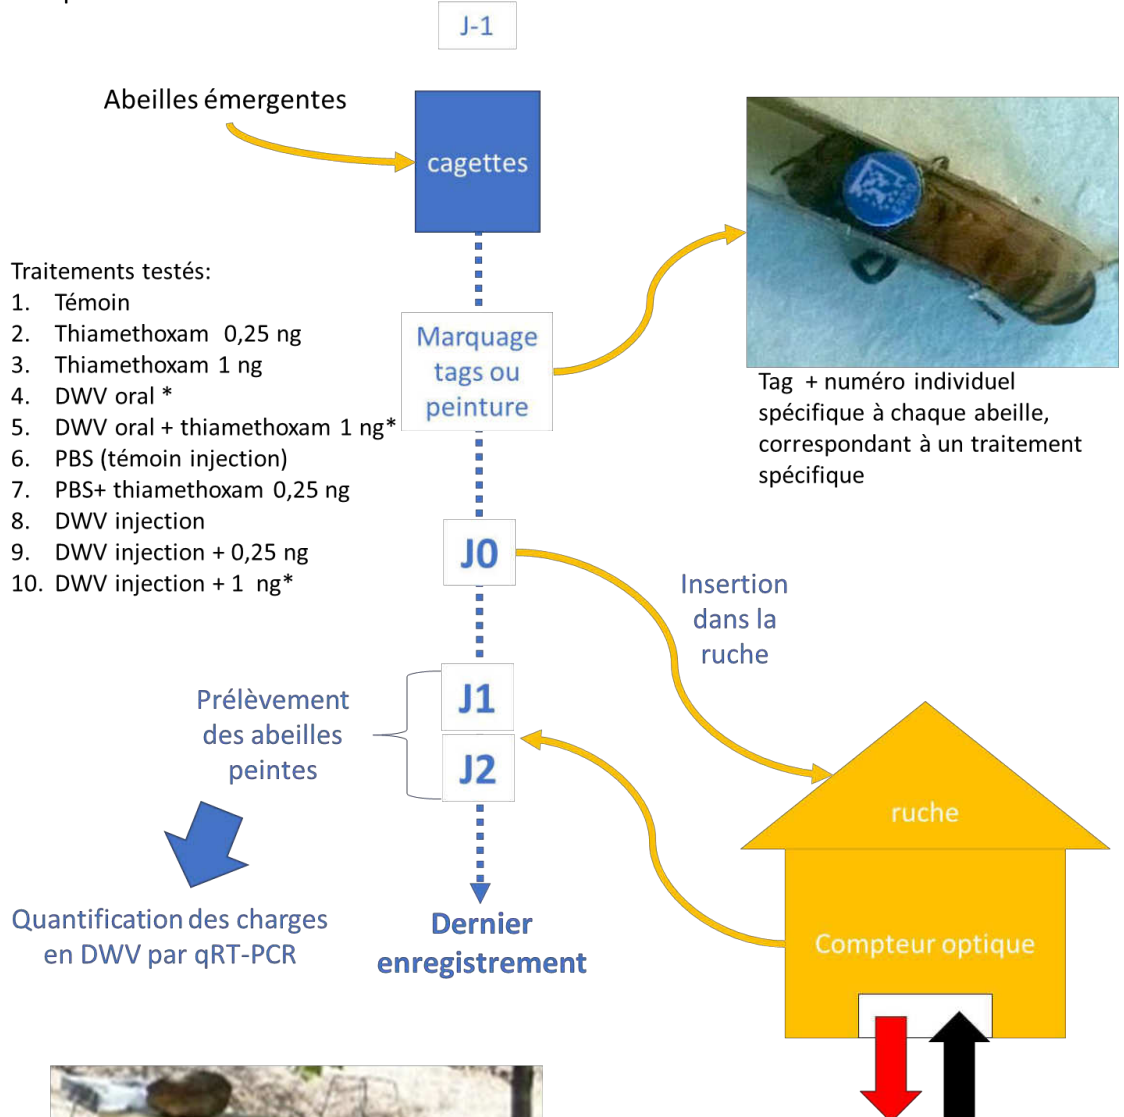 J-1
Abeilles émergentes
cagettes
Traitements testés:
1. Témoin
2. Thiamethoxam 0,25 ng
3. Thiamethoxam 1 ng
4. DWV oral *
5. DWV oral + thiamethoxam 1 ng*
6. PBS (témoin injection)
7. PBS+ thiamethoxam 0,25 ng
8. DWV injection
9. DWV injection + 0,25 ng
10. DWV injection + 1 ng*
Marquage
tags ou
peinture
Tag + numéro individuel
spécifique à chaque abeille,
correspondant à un traitement
spécifique
J0
Insertion
dans la
ruche
J1
Prélèvement
des abeilles
peintes
J2
ruche
Quantification des charges
en DWV par qRT-PCR
Dernier
enregistrement
Compteur optique